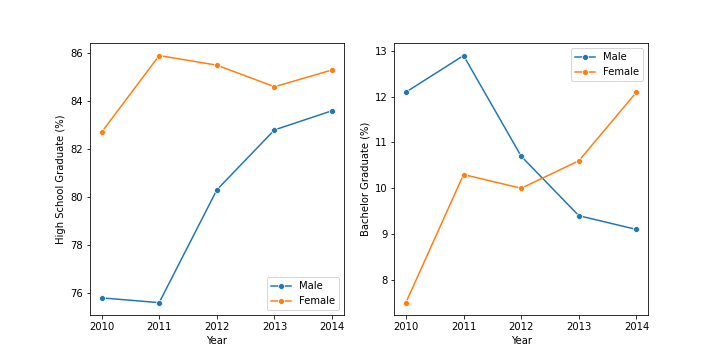 High School Graduate (%)
86
84
82
80
78
76
Male
Female
2010 2011 2012 2013 2014
Year
Bachelor Graduate (%)
13
12
11
10
9
8
Male
Female
2010 2011 2012 2013 2014
Year